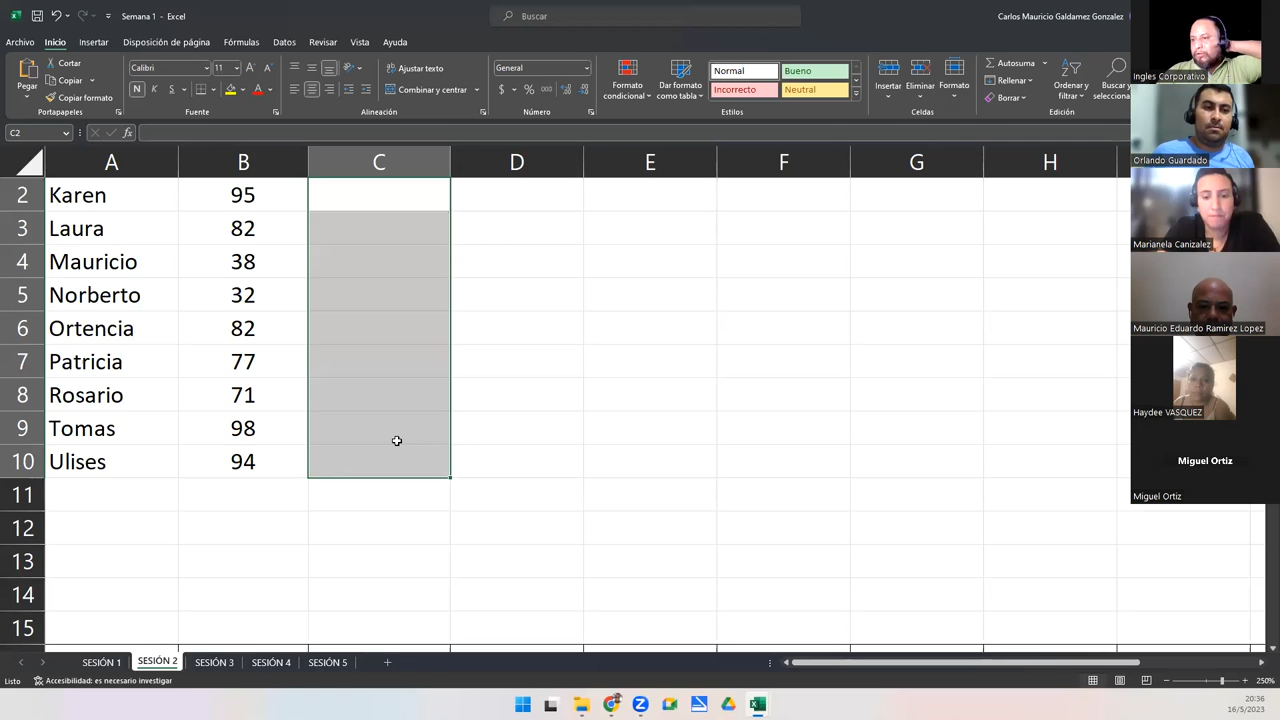 Semana 1 - Excel
Buscar
Carlos Mauricio Galdamez Gonzalez
Archivo Inicio Insertar Disposición de página Fórmulas Datos Revisar Vista Ayuda
Pegar
Cortar
Copiar
Copiar formato
Portapapeles
Calibri 11
N K S
Fuente
Ajustar texto
Combinar y centrar
Alineación
General
$ % 000
Número
Formato condicional
Dar formato como tabla
Normal Bueno
Incorrecto Neutral
Estilos
Insertar Eliminar Formato
Celdas
Autosuma
Rellenar
Borrar
Ordenar y filtrar
Buscar y selecciona
Edición
C2
fx
A B C D E F G H
2 Karen 95
3 Laura 82
4 Mauricio 38
5 Norberto 32
6 Ortencia 82
7 Patricia 77
8 Rosario 71
9 Tomas 98
10 Ulises 94
11
12
13
14
15
SESIÓN 1 SESIÓN 2 SESIÓN 3 SESIÓN 4 SESIÓN 5
Listo
Accesibilidad: es necesario investigar
250%
20:36
16/5/2023
Ingles Corporativo
Orlando Guardado
Marianela Canizalez
Mauricio Eduardo Ramirez Lopez
Haydee VASQUEZ
Miguel Ortiz
Miguel Ortiz